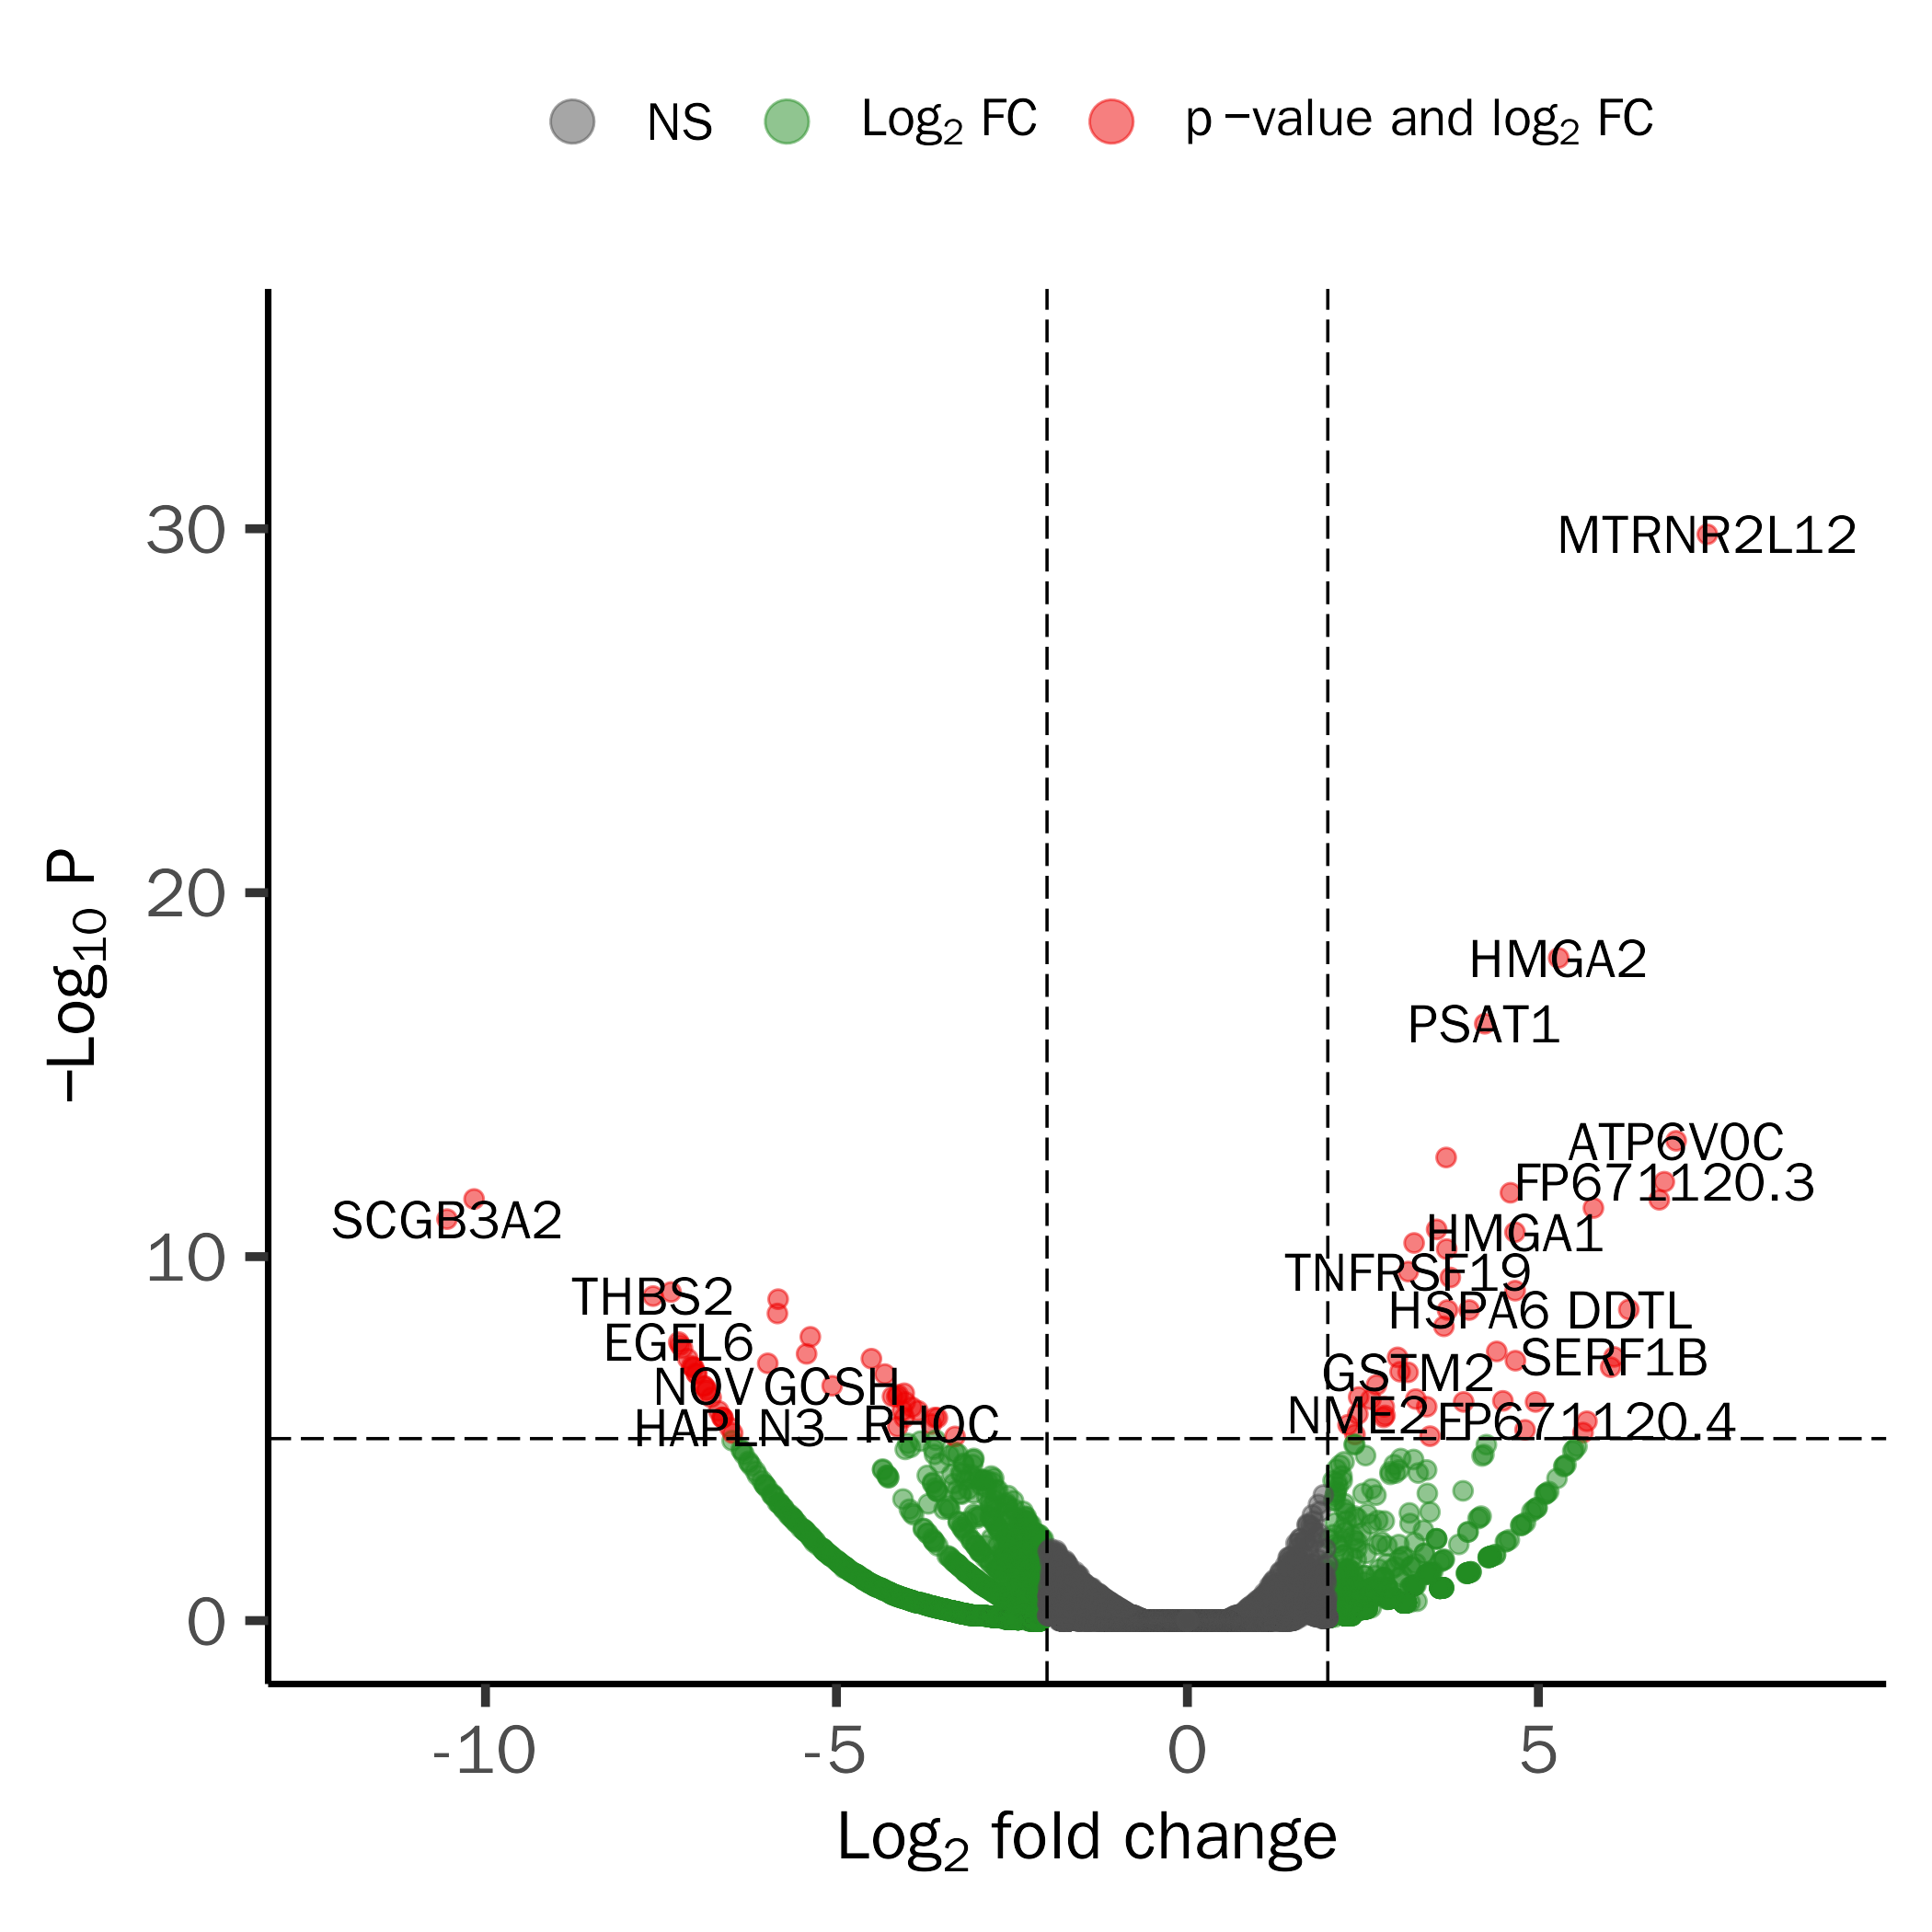 NS Log2 FC p −value and log2 FC
−Log10 P
30
20
10
0
MTRNR2L12
HMGA2
PSAT1
ATP6V0C
FP671120.3
SCGB3A2
HMGA1
TNFRSF19
THBS2
HSPA6 DDTL
EGFL6
SERF1B
GSTM2
NOV GCSH
NME2 FP671120.4
HAPLN3 RHOC
-10 -5 0 5
Log2 fold change